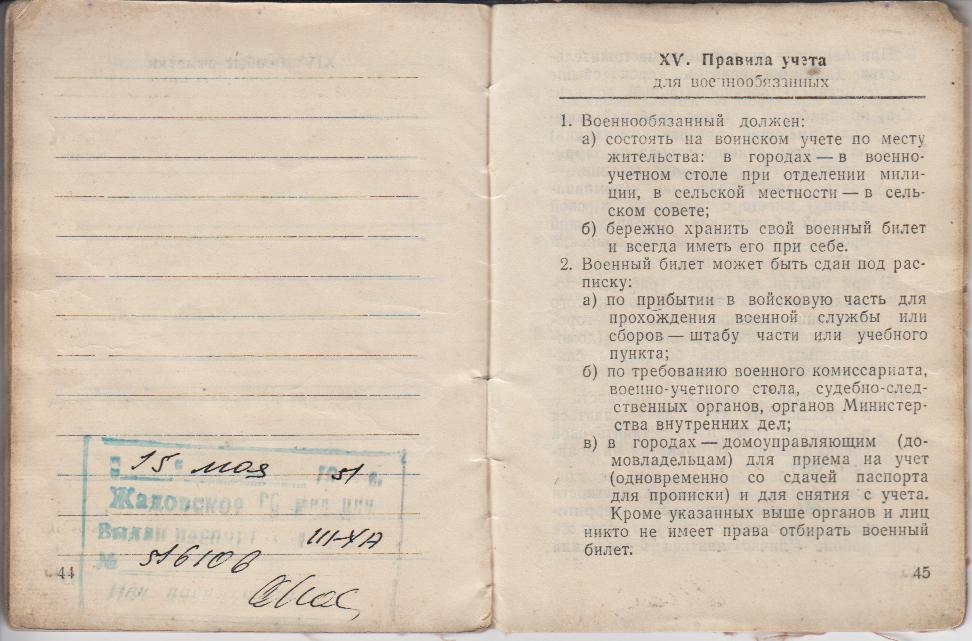 15 мая 1951 г.
Жадовское
Выдан паспорт
III-ХА
№ 516106
44
XV. Правила учета
для военнообязанных
1. Военнообязанный должен:
а) состоять на воинском учете по месту
жительства: в городах — в военно-
учетном столе при отделении мили-
ции, в сельской местности — в сель-
ском совете;
б) бережно хранить свой военный билет
и всегда иметь его при себе.
2. Военный билет может быть сдан под рас-
писку:
а) по прибытии в войсковую часть для
прохождения военной службы или
сборов — штабу части или учебного
пункта;
б) по требованию военного комиссариата,
военно-учетного стола, судебно-след-
ственных органов, органов Министер-
ства внутренних дел;
в) в городах — домоуправляющим (до-
мовладельцам) для приема на учет
(одновременно со сдачей паспорта
для прописки) и для снятия с учета.
Кроме указанных выше органов и лиц
никто не имеет права отбирать военный
билет.
45